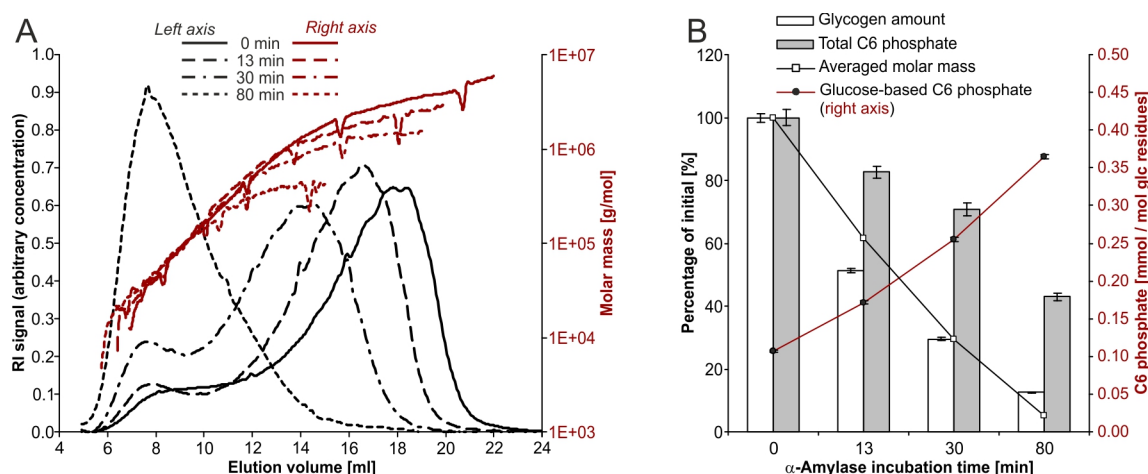 A
Left axis
Right axis
0 min
13 min
30 min
80 min
RI signal (arbitrary concentration)
1.0
0.9
0.8
0.7
0.6
0.5
0.4
0.3
0.2
0.1
0.0
4
6
8
10
12
14
16
18
20
22
24
Elution volume [ml]
1E+07
1E+06
1E+05
1E+04
1E+03
Molar mass [g/mol]
B
Glycogen amount
Total C6 phosphate
Averaged molar mass
Glucose-based C6 phosphate
(right axis)
Percentage of initial [%]
120
100
80
60
40
20
0
0
13
30
80
α-Amylase incubation time [min]
0.50
0.45
0.40
0.35
0.30
0.25
0.20
0.15
0.10
0.05
0.00
C6 phosphate [mmol / mol glc residues]